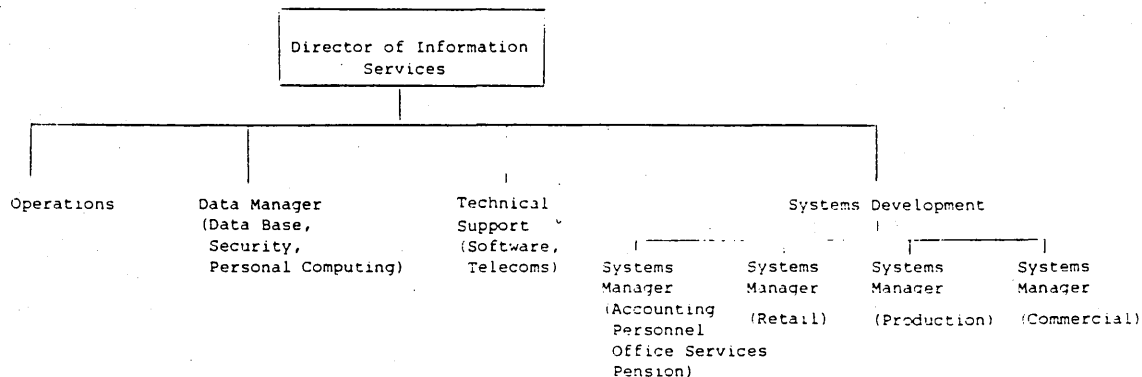 Director of Information
Services
Operations
Data Manager
(Data Base,
Security,
Personal Computing)
Technical
Support
(Software,
Telecoms)
Systems Development
Systems
Manager
(Accounting
Personnel
Office Services
Pension)
Systems
Manager
(Retail)
Systems
Manager
(Production)
Systems
Manager
(Commercial)